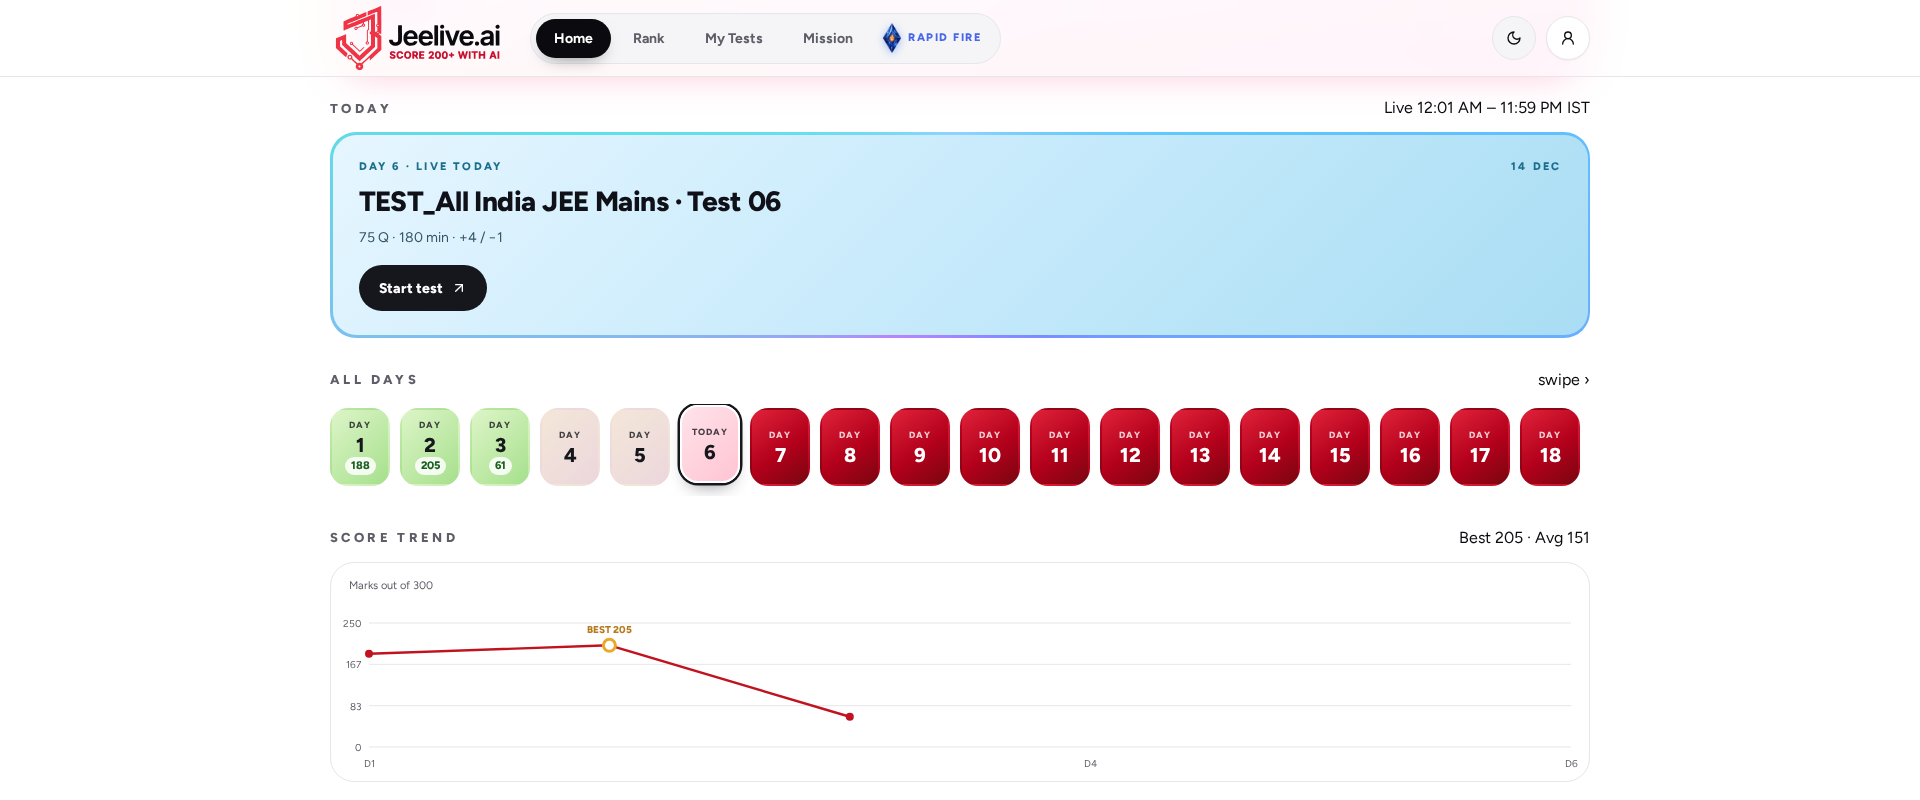 Jeelive.ai
SCORE 200+ WITH AI
Home Rank My Tests Mission RAPID FIRE
TODAY Live 12:01 AM – 11:59 PM IST
DAY 6 · LIVE TODAY 14 DEC
TEST_All India JEE Mains · Test 06
75 Q · 180 min · +4 / −1
Start test
ALL DAYS swipe ›
DAY 1 188
DAY 2 205
DAY 3 61
DAY 4
DAY 5
TODAY 6
DAY 7
DAY 8
DAY 9
DAY 10
DAY 11
DAY 12
DAY 13
DAY 14
DAY 15
DAY 16
DAY 17
DAY 18
SCORE TREND Best 205 · Avg 151
Marks out of 300
250
BEST 205
167
83
0
D1 D4 D6